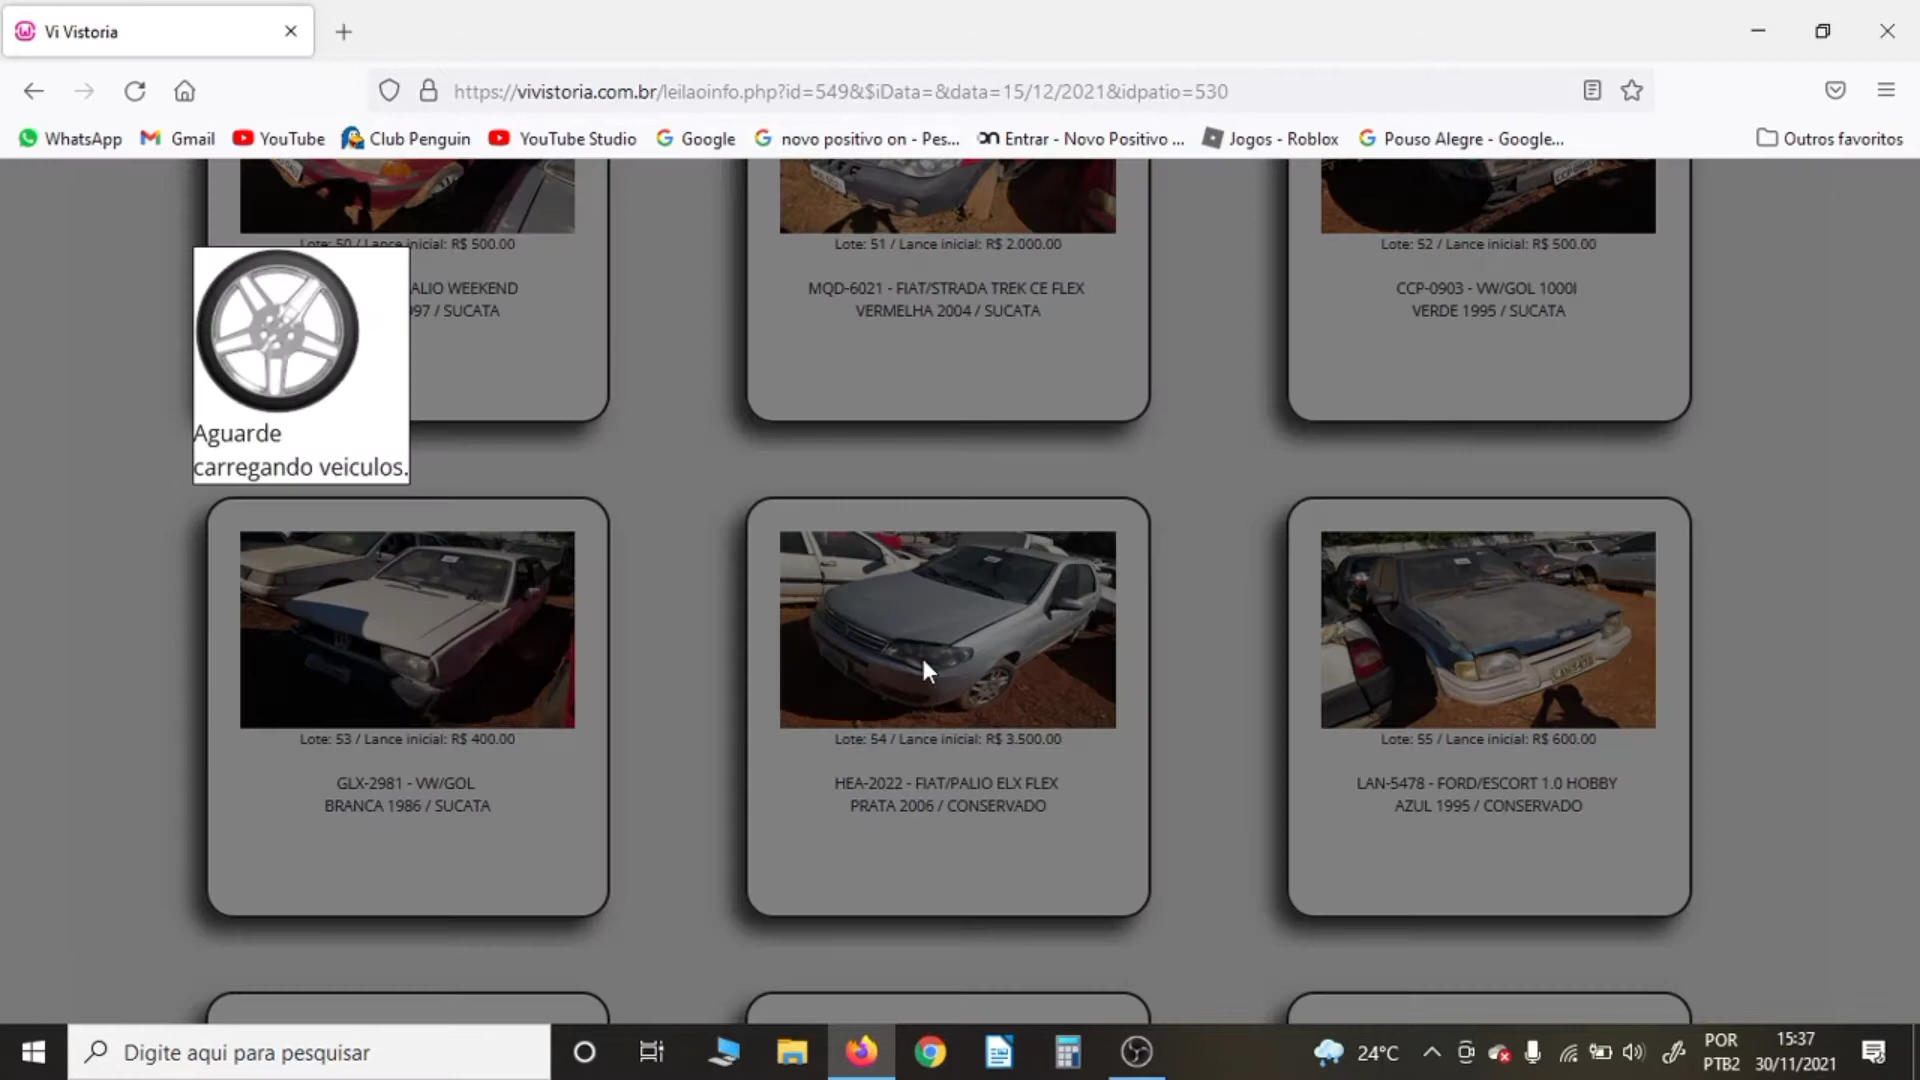 Vi Vistoria
https://vivistoria.com.br/leilaoinfo.php?id=549&$iData=&data=15/12/2021&idpatio=530
WhatsApp
Gmail
YouTube
Club Penguin
YouTube Studio
Google
novo positivo on - Pes...
Entrar - Novo Positivo ...
Jogos - Roblox
Pouso Alegre - Google...
Outros favoritos
Lote: 50 / Lance inicial: R$ 500.00
ALIO WEEKEND
997 / SUCATA
Lote: 51 / Lance inicial: R$ 2.000.00
MQD-6021 - FIAT/STRADA TREK CE FLEX
VERMELHA 2004 / SUCATA
Lote: 52 / Lance inicial: R$ 500.00
CCP-0903 - VW/GOL 1000I
VERDE 1995 / SUCATA
Aguarde
carregando veiculos.
Lote: 53 / Lance inicial: R$ 400.00
GLX-2981 - VW/GOL
BRANCA 1986 / SUCATA
Lote: 54 / Lance inicial: R$ 3.500.00
HEA-2022 - FIAT/PALIO ELX FLEX
PRATA 2006 / CONSERVADO
Lote: 55 / Lance inicial: R$ 600.00
LAN-5478 - FORD/ESCORT 1.0 HOBBY
AZUL 1995 / CONSERVADO
Digite aqui para pesquisar
24°C
POR
PTB2
15:37
30/11/2021